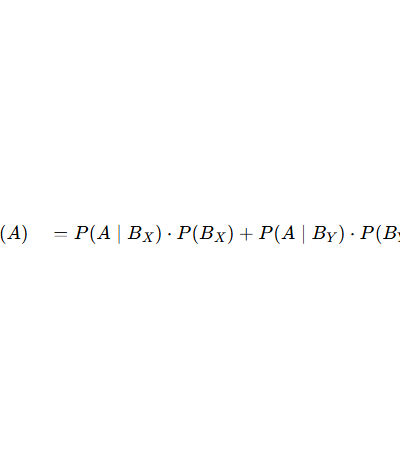 (A) = P(A | B_X) · P(B_X) + P(A | B_Y) · P(B